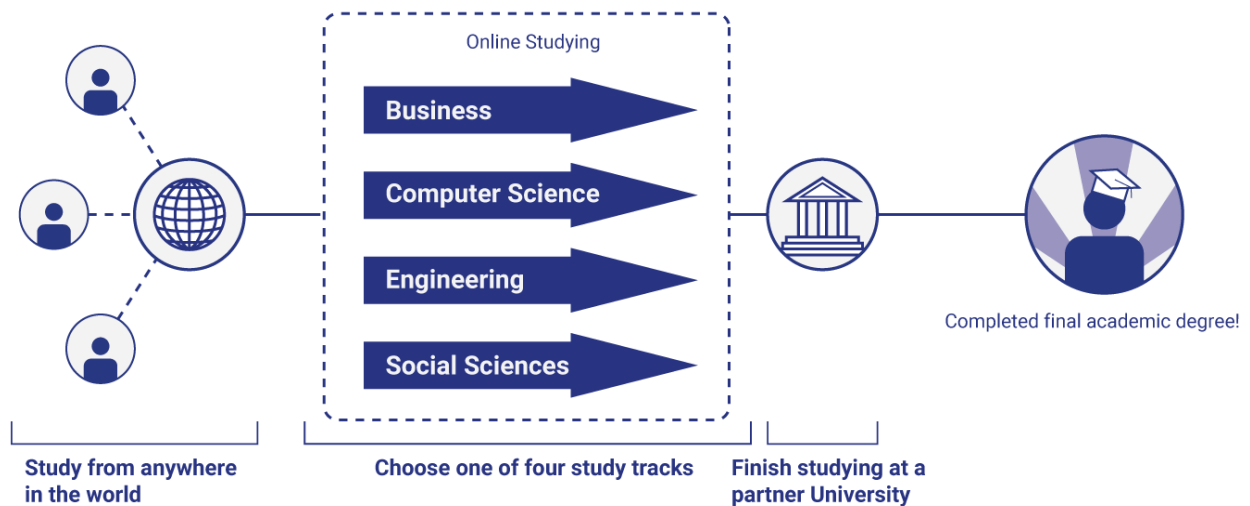 Online Studying
Business
Computer Science
Engineering
Social Sciences
Completed final academic degree!
Study from anywhere
in the world
Choose one of four study tracks
Finish studying at a
partner University